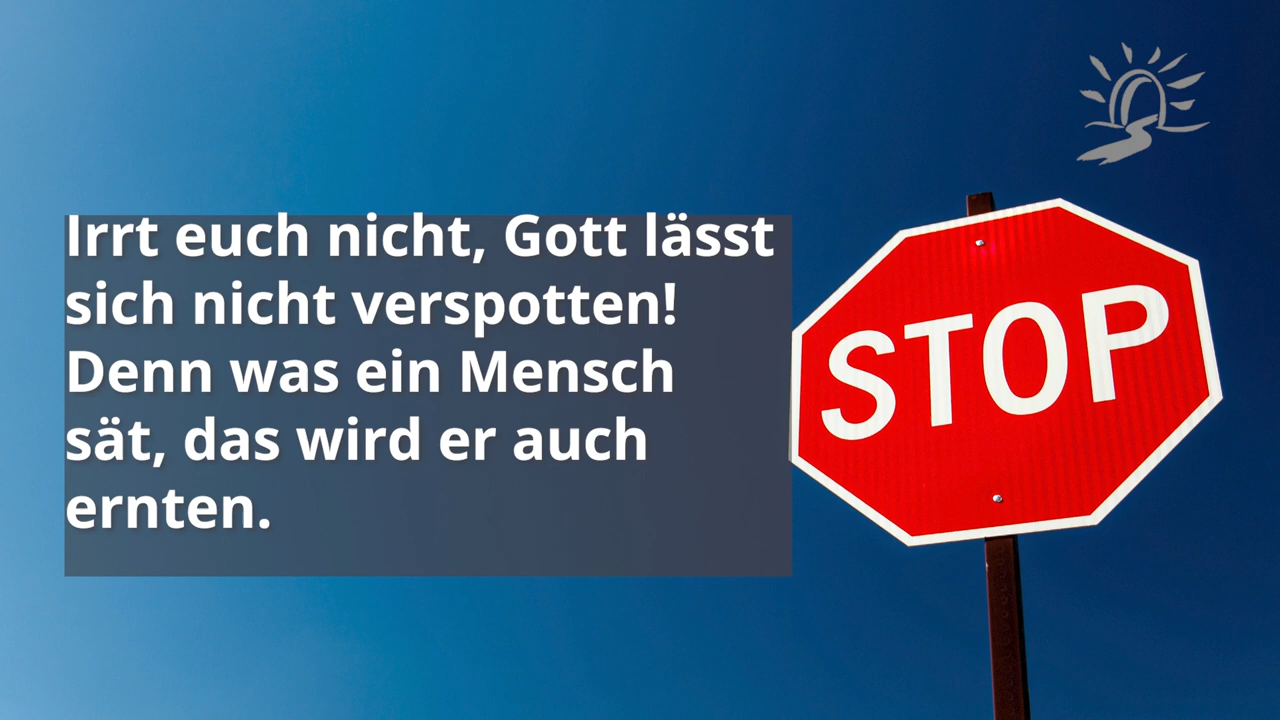 Irrt euch nicht, Gott lässt
sich nicht verspotten!
Denn was ein Mensch
sät, das wird er auch
ernten.
STOP